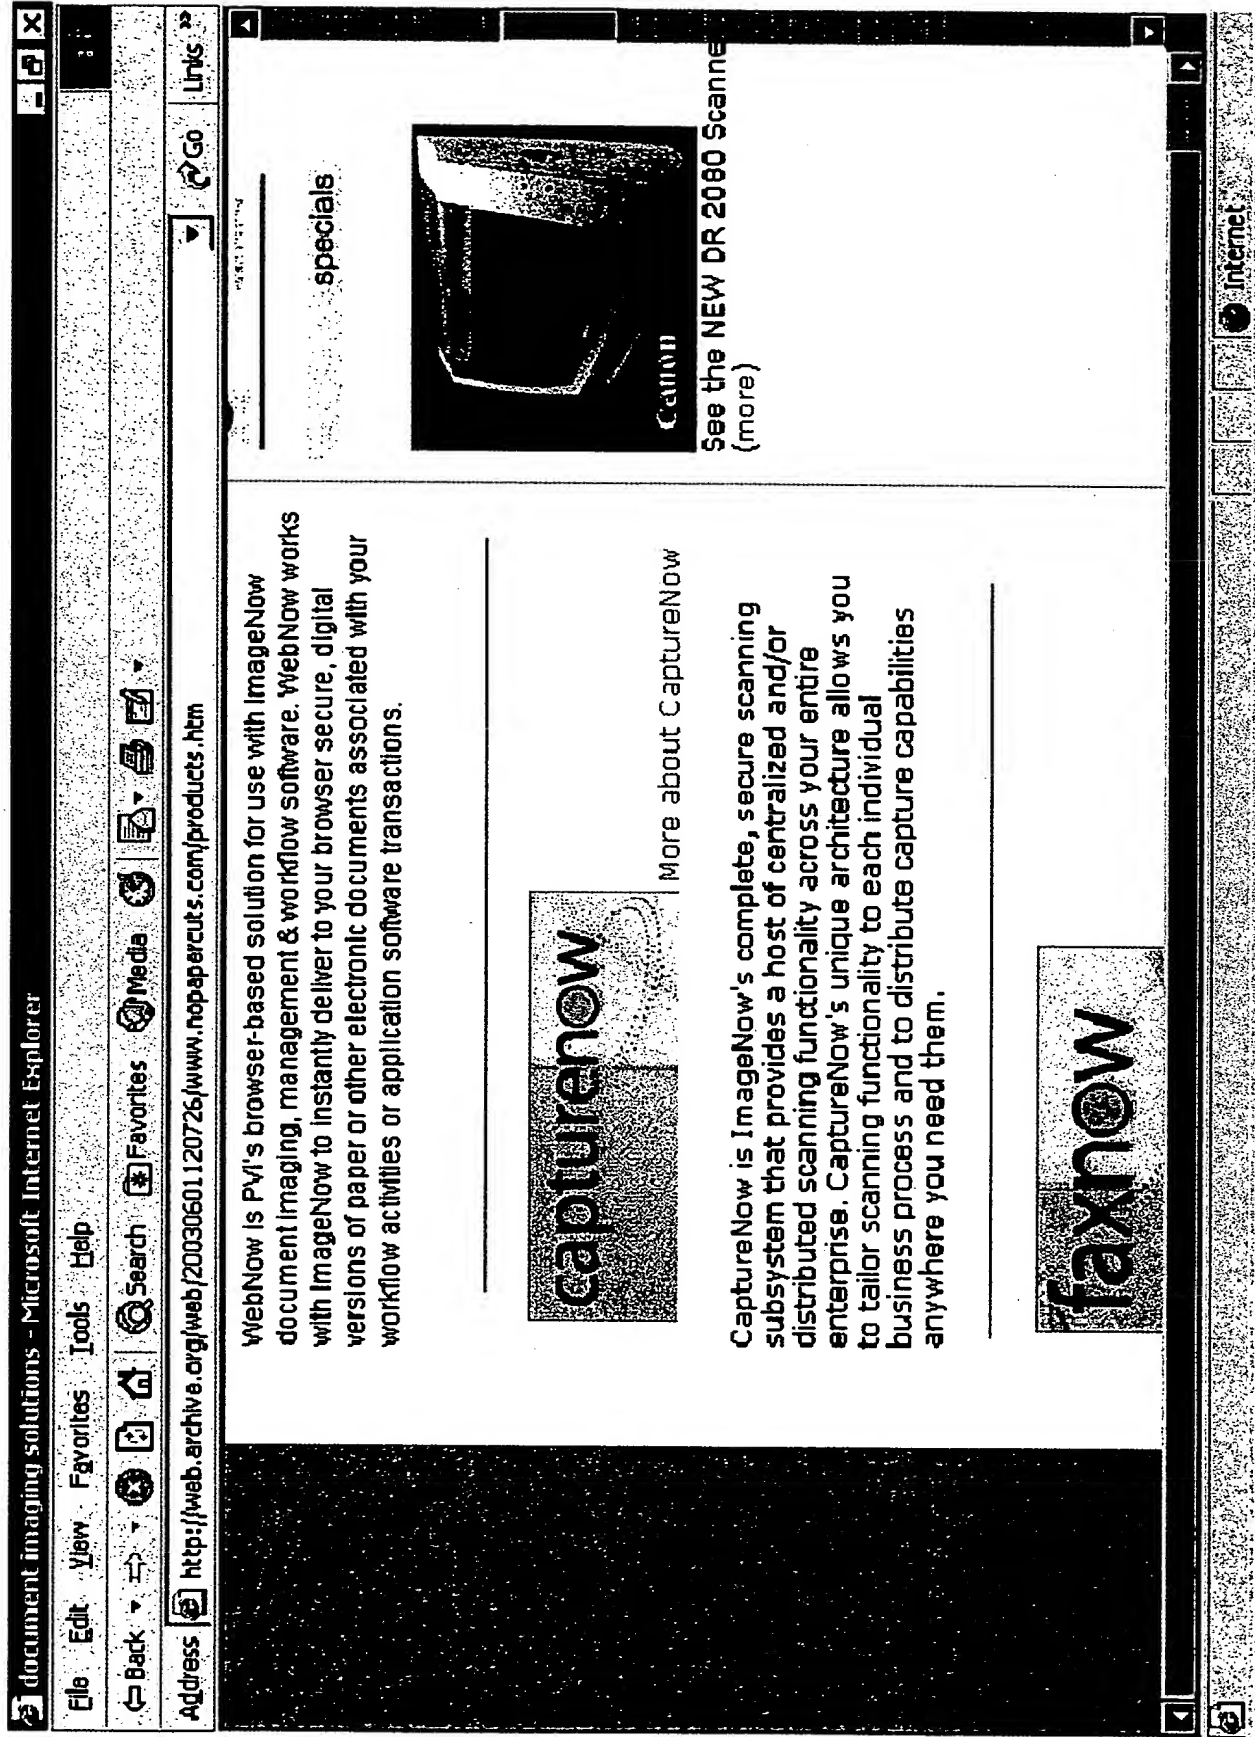 document imaging solutions - Microsoft Internet Explorer
File Edit View Favorites Tools Help
Back Search Favorites Media
Address http://web.archive.org/web/20030601120726/www.nopapercuts.com/products.htm Go Links »
WebNow is PVI's browser-based solution for use with ImageNow
document imaging, management & workflow software. WebNow works
with ImageNow to instantly deliver to your browser secure, digital
versions of paper or other electronic documents associated with your
workflow activities or application software transactions.
capturenow
More about CaptureNow
CaptureNow is ImageNow's complete, secure scanning
subsystem that provides a host of centralized and/or
distributed scanning functionality across your entire
enterprise. CaptureNow's unique architecture allows you
to tailor scanning functionality to each individual
business process and to distribute capture capabilities
anywhere you need them.
faxnow
specials
Canon
See the NEW DR 2080 Scanne
(more)
Internet